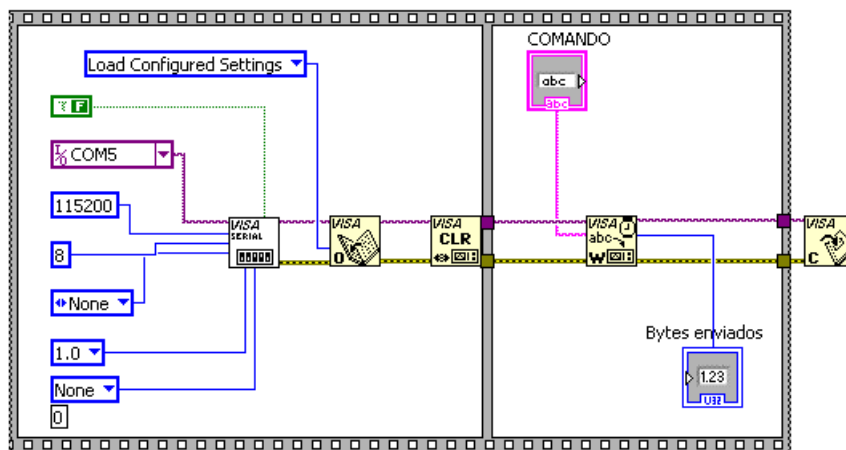 COMANDO
Load Configured Settings
abc
abc
F
I/O COM5
115200
VISA
SERIAL
VISA
O
VISA
CLR
VISA
abc
W
VISA
C
8
None
Bytes enviados
1.0
1.23
U32
None
0